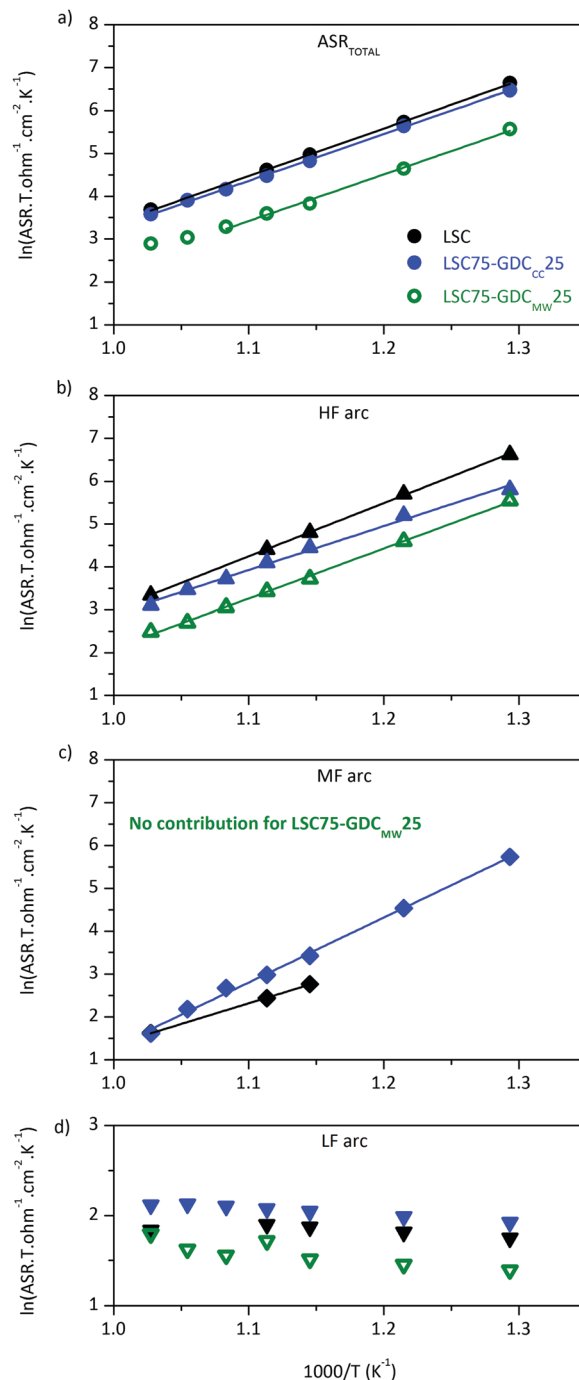 a)
ASR_TOTAL
8
7
6
5
4
3
2
1
ln(ASR.T.ohm⁻¹.cm⁻².K⁻¹)
LSC
LSC75-GDC_CC25
LSC75-GDC_MW25
1.0
1.1
1.2
1.3
b)
HF arc
8
7
6
5
4
3
2
1
ln(ASR.T.ohm⁻¹.cm⁻².K⁻¹)
1.0
1.1
1.2
1.3
c)
MF arc
8
7
6
5
4
3
2
1
ln(ASR.T.ohm⁻¹.cm⁻².K⁻¹)
No contribution for LSC75-GDC_MW25
1.0
1.1
1.2
1.3
d)
LF arc
3
2
1
ln(ASR.T.ohm⁻¹.cm⁻².K⁻¹)
1.0
1.1
1.2
1.3
1000/T (K⁻¹)